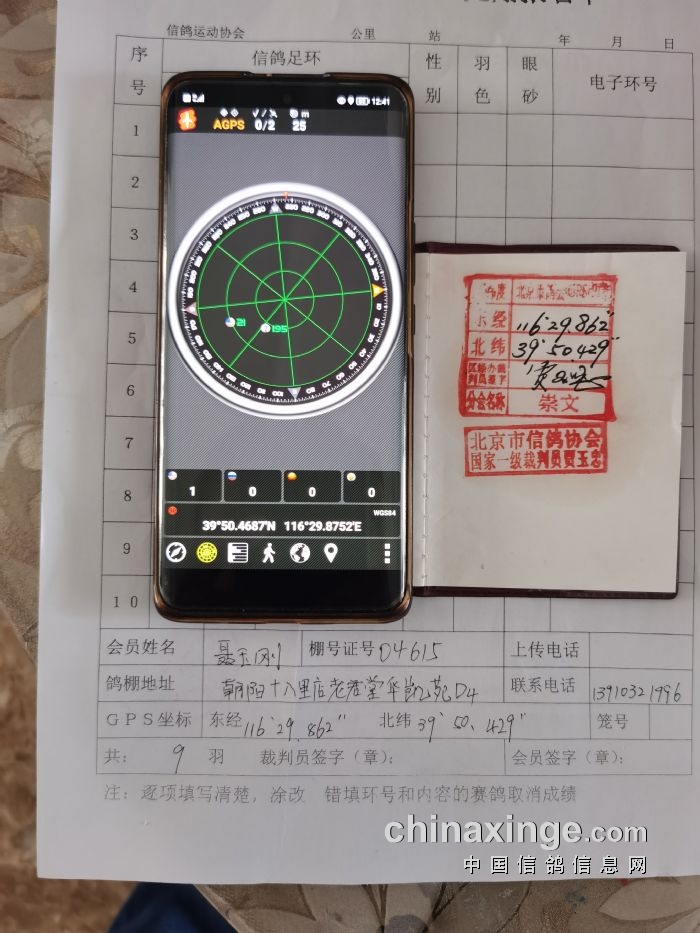 信鸽运动协会 公里 站 年 月 日
序号 信鸽足环 性别 羽色 眼砂 电子环号
1
2
3
4
5
6
7
8
9
10
12:41
AGPS 0/2 25 m
21
195
1 0 0 0
WGS84
39°50.4687'N 116°29.8752'E
东经 116°29.862"
北纬 39°50.429"
分会名称 崇文
北京市信鸽协会
国家一级裁判员贾玉忠
会员姓名 聂玉刚 棚号证号 04615 上传电话
鸽棚地址 朝阳十八里店老君堂华凯苑D4 联系电话 13910321996
GPS坐标 东经 116°29.862" 北纬 39°50.429" 笼号
共: 9 羽 裁判员签字(章): 会员签字(章):
注: 逐项填写清楚,涂改 错填环号和内容的赛鸽取消成绩
chinaxinge.com
中国信鸽信息网